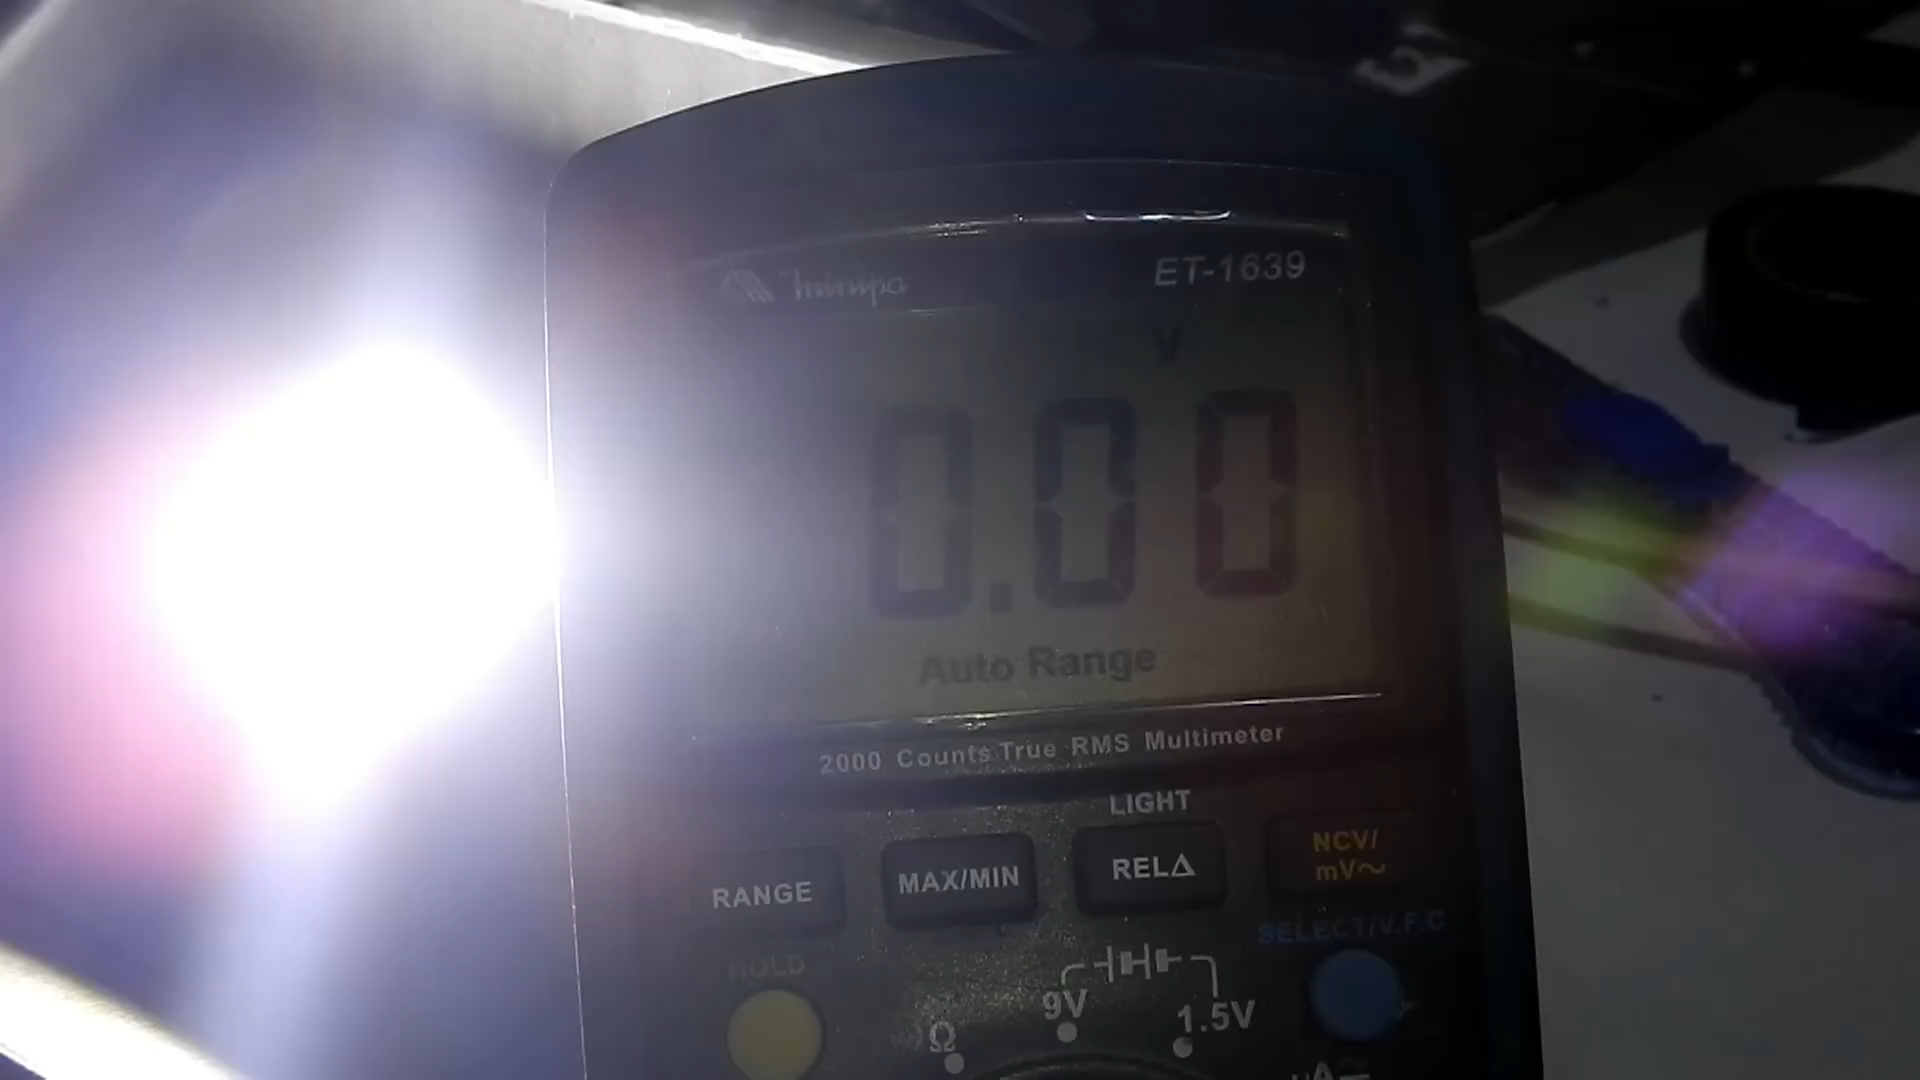 Minipa ET-1639
V
0.00
Auto Range
2000 Counts True RMS Multimeter
LIGHT
RANGE MAX/MIN RELΔ NCV/
mV~
HOLD SELECT/V.F.C
9V 1.5V
Ω